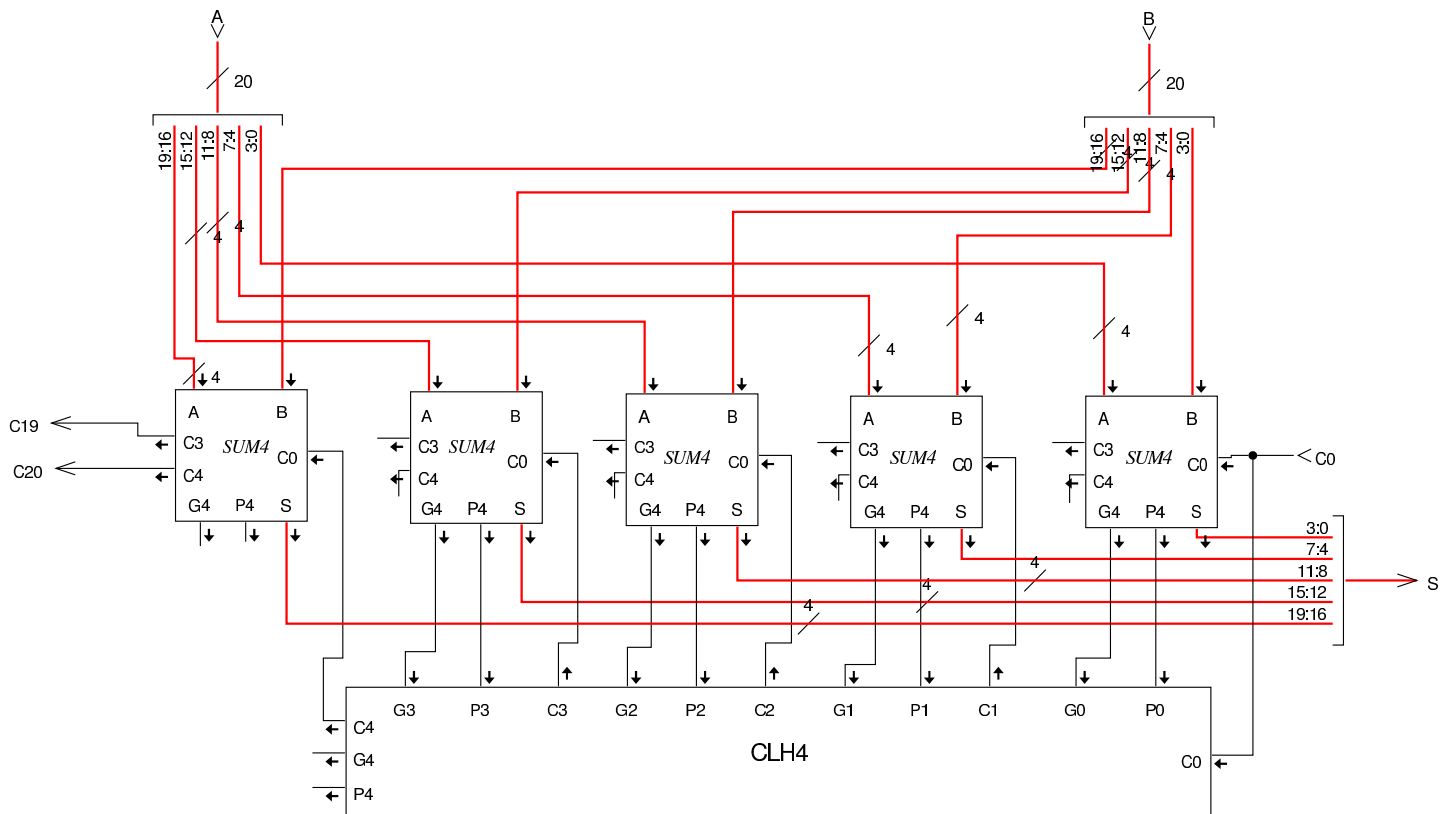 A B
20 20
19:16 15:12 11:8 7:4 3:0
19:16 15:12 11:8 7:4 3:0
4 4 4
4 4
4
4 4
4
4
A B
A B
A B
A B
A B
C19 C3 SUM4 C0
C3 SUM4 C0
C3 SUM4 C0
C3 SUM4 C0
C3 SUM4 C0 C0
C20 C4
C4
C4
C4
C4
G4 P4 S
G4 P4 S
G4 P4 S
G4 P4 S
G4 P4 S
3:0
7:4
4 11:8 S
4 15:12
4 19:16
G3 P3 C3 G2 P2 C2 G1 P1 C1 G0 P0
C4
CLH4
G4 C0
P4